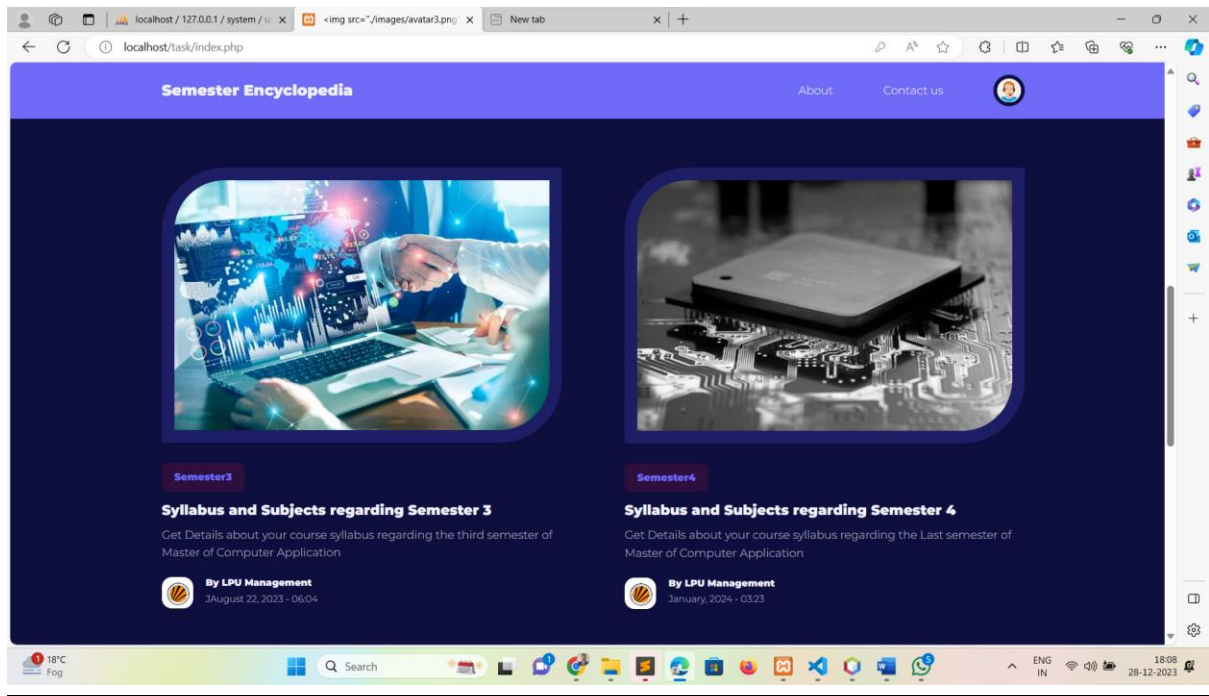 localhost / 127.0.0.1 / system / u
<img src="./images/avatar3.png
New tab
localhost/task/index.php
Semester Encyclopedia
About
Contact us
Semester3
Syllabus and Subjects regarding Semester 3
Get Details about your course syllabus regarding the third semester of
Master of Computer Application
By LPU Management
JAugust 22, 2023 - 06:04
Semester4
Syllabus and Subjects regarding Semester 4
Get Details about your course syllabus regarding the Last semester of
Master of Computer Application
By LPU Management
January, 2024 - 03:23
1
18°C
Fog
Search
ENG
IN
18:08
28-12-2023